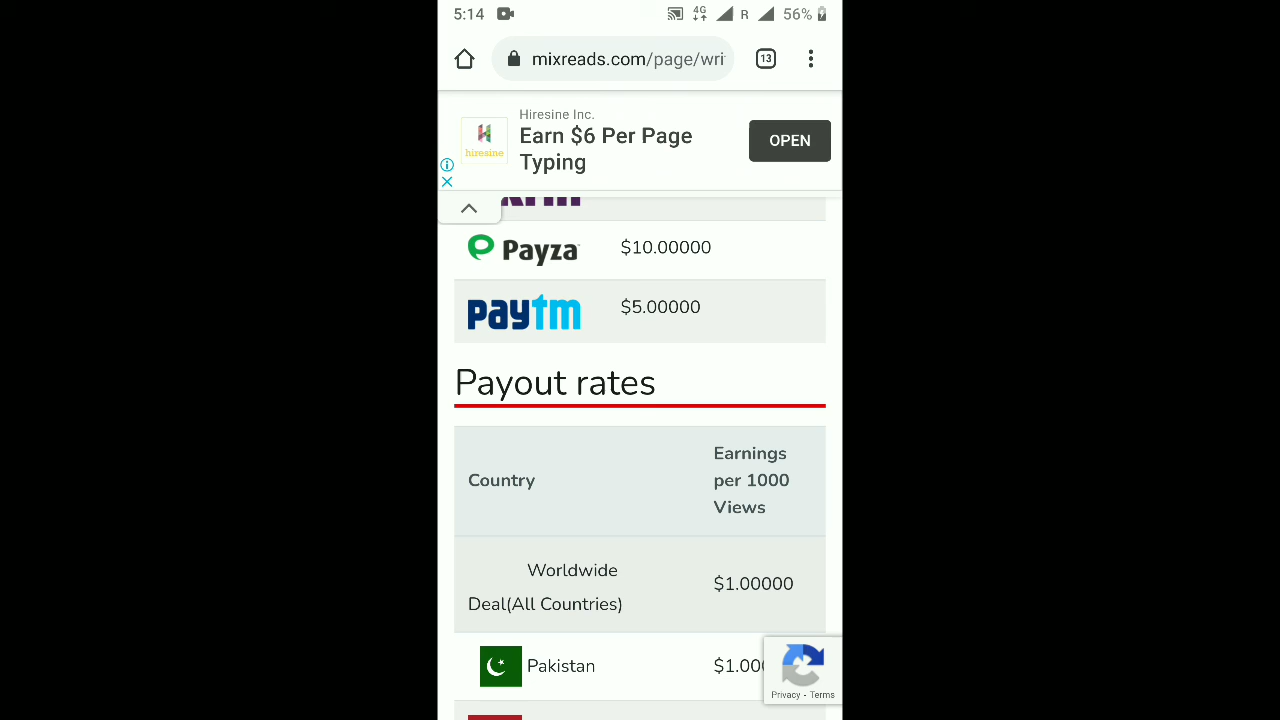 5:14 4G R 56%
mixreads.com/page/wri 13
Hiresine Inc.
Earn $6 Per Page
Typing
OPEN
hiresine
Payza $10.00000
paytm $5.00000
Payout rates
Country
Earnings
per 1000
Views
Worldwide
Deal(All Countries)
$1.00000
Pakistan $1.00
Privacy - Terms